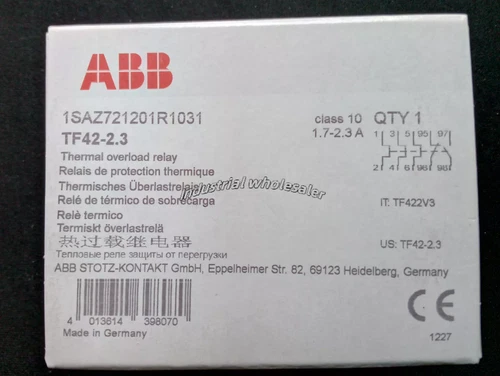 ABB
1SAZ721201R1031
class 10 QTY 1
TF42-2.3
1.7-2.3 A
1 3 5 95 97
2 4 6 96 98
Thermal overload relay
Relais de protection thermique
Thermisches Überlastrelais
Industrial wholesaler
Relé de térmico de sobrecarga
IT: TF422V3
Relè termico
Termiskt överlastrelä
热过载继电器
US: TF42-2.3
Тепловые реле защиты от перегрузки
ABB STOTZ-KONTAKT GmbH, Eppelheimer Str. 82, 69123 Heidelberg, Germany
CE
4 013614 398070
Made in Germany
1227